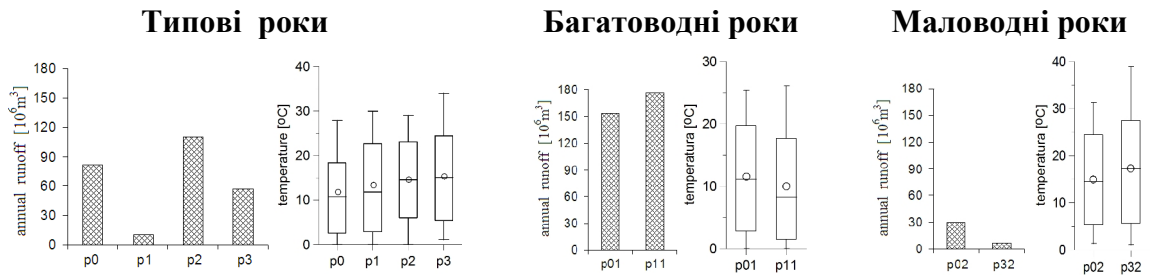 Типові роки
Багатоводні роки
Маловодні роки
annual runoff [10⁶m³]
180
150
120
90
60
30
0
p0 p1 p2 p3
temperature [ºC]
40
30
20
10
0
p0 p1 p2 p3
annual runoff [10⁶m³]
180
150
120
90
60
30
0
p01 p11
temperatura [ºC]
30
20
10
0
p01 p11
annual runoff [10⁶m³]
180
150
120
90
60
30
0
p02 p32
temperature [ºC]
40
30
20
10
0
p02 p32